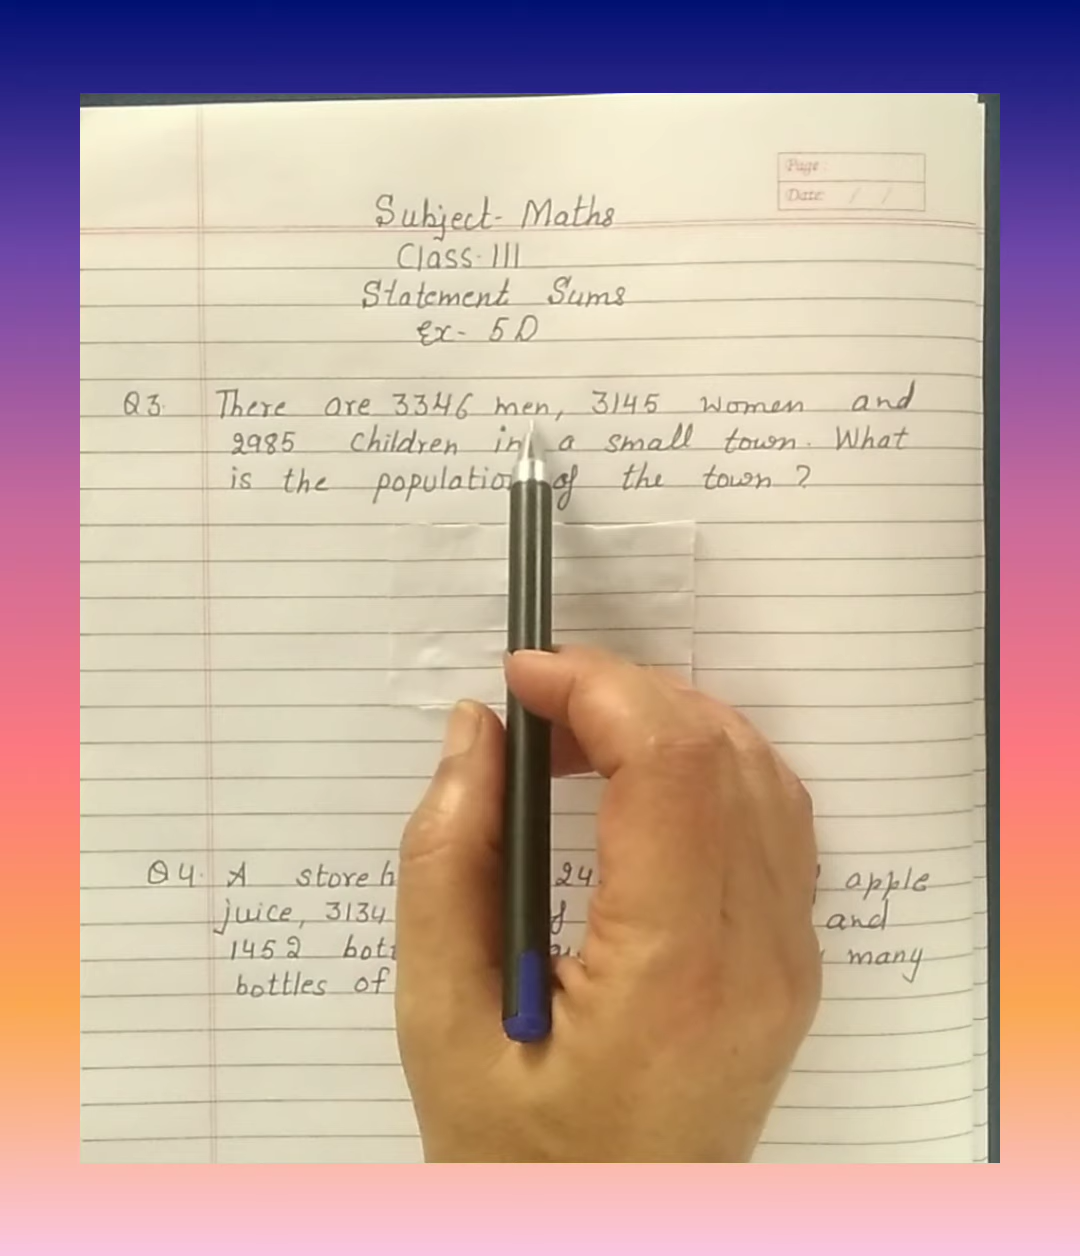 Page:
Date: / /
Subject- Maths
Class-III
Statement Sums
Ex- 5D
Q3. There are 3346 men, 3145 women and
2985 children in a small town. What
is the population of the town?
Q4. A store apple
juice, 3134 and
1452 many
bottles of